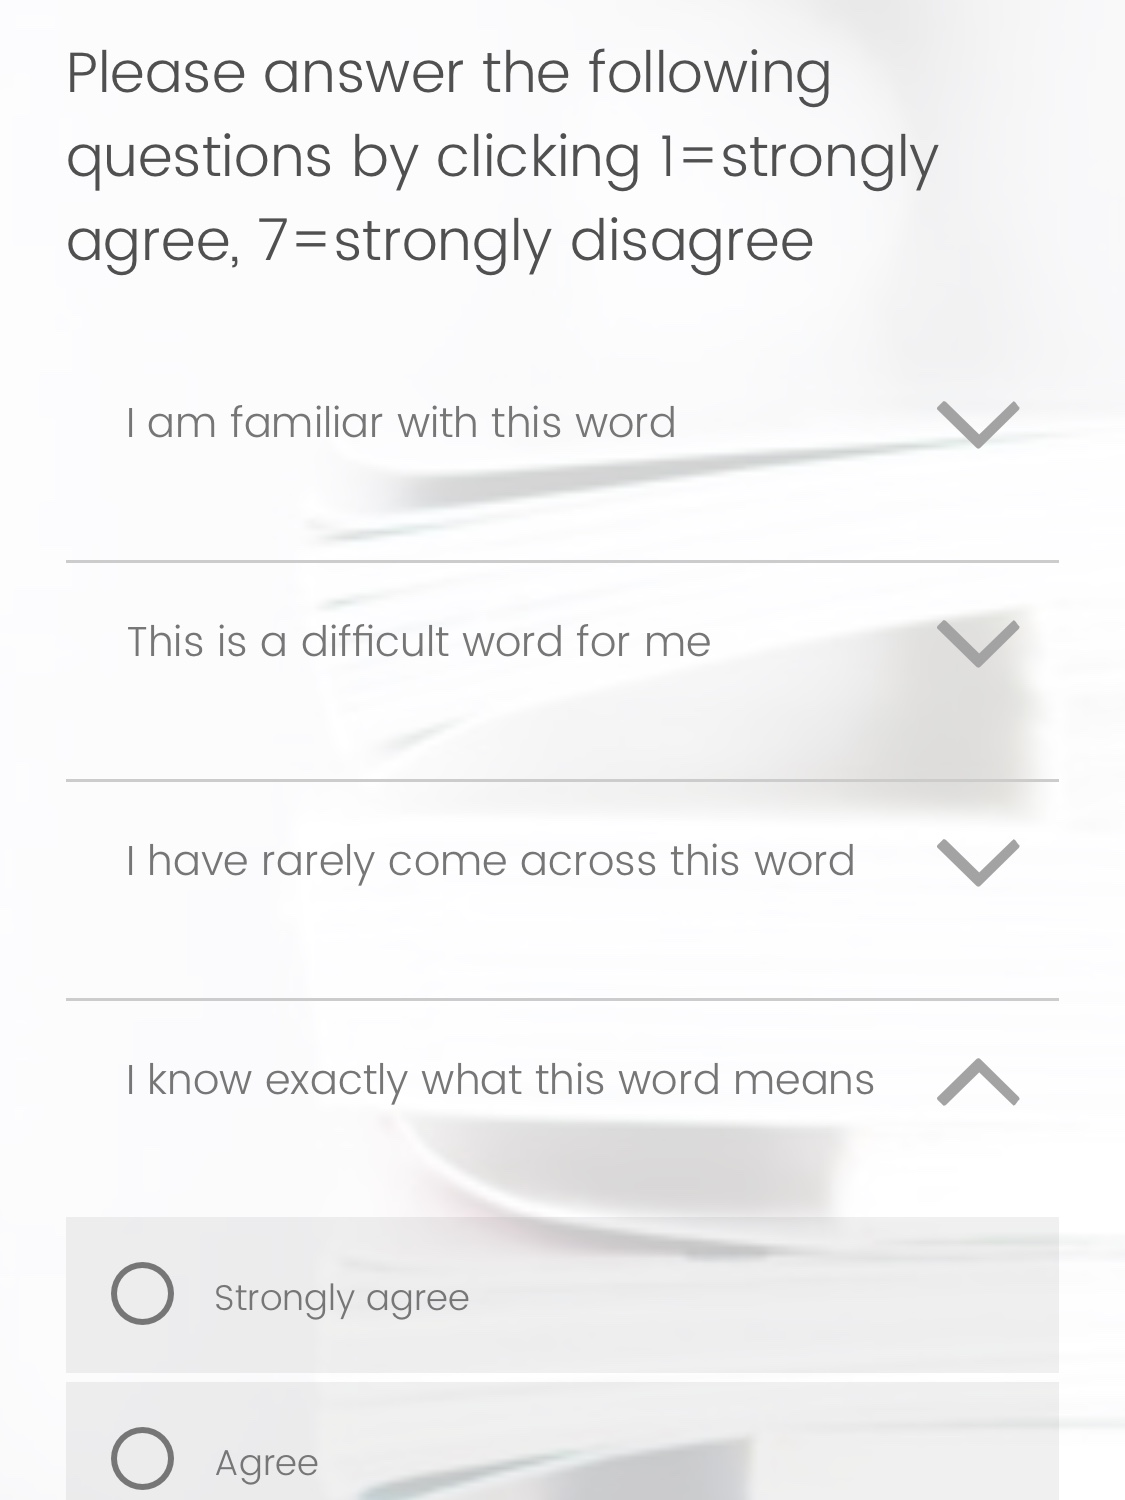 Please answer the following
questions by clicking 1=strongly
agree, 7=strongly disagree
I am familiar with this word
This is a difficult word for me
I have rarely come across this word
I know exactly what this word means
Strongly agree
Agree